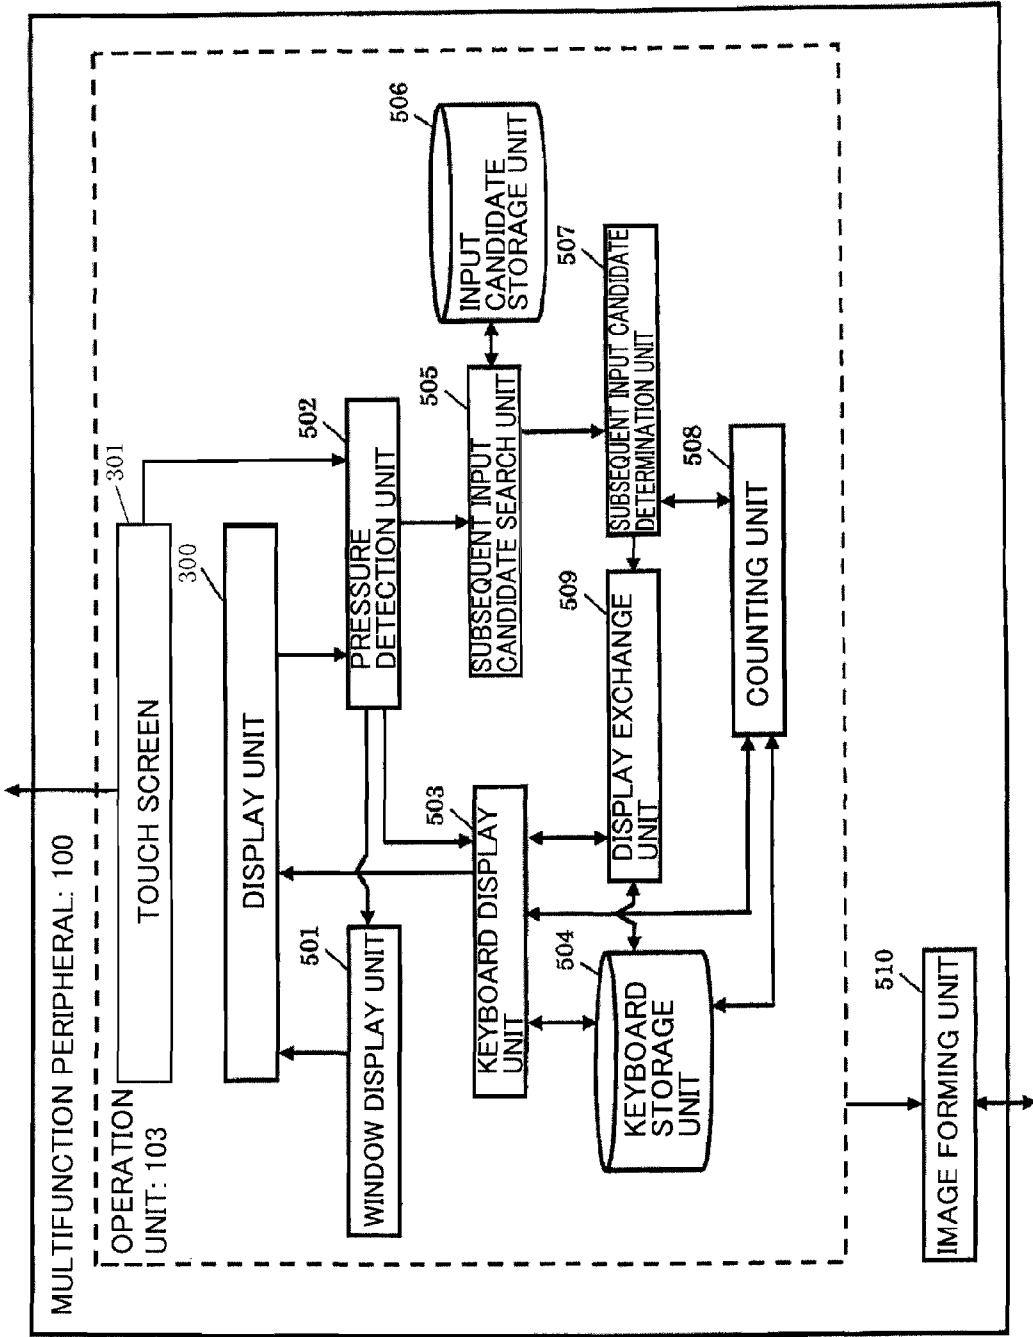 MULTIFUNCTION PERIPHERAL: 100
OPERATION
UNIT: 103
TOUCH SCREEN
301
DISPLAY UNIT
300
WINDOW DISPLAY UNIT
501
PRESSURE
DETECTION UNIT
502
KEYBOARD DISPLAY
UNIT
503
SUBSEQUENT INPUT
CANDIDATE SEARCH UNIT
505
INPUT
CANDIDATE
STORAGE UNIT
506
KEYBOARD
STORAGE
UNIT
504
DISPLAY EXCHANGE
UNIT
509
SUBSEQUENT INPUT CANDIDATE
DETERMINATION UNIT
507
COUNTING UNIT
508
IMAGE FORMING UNIT
510